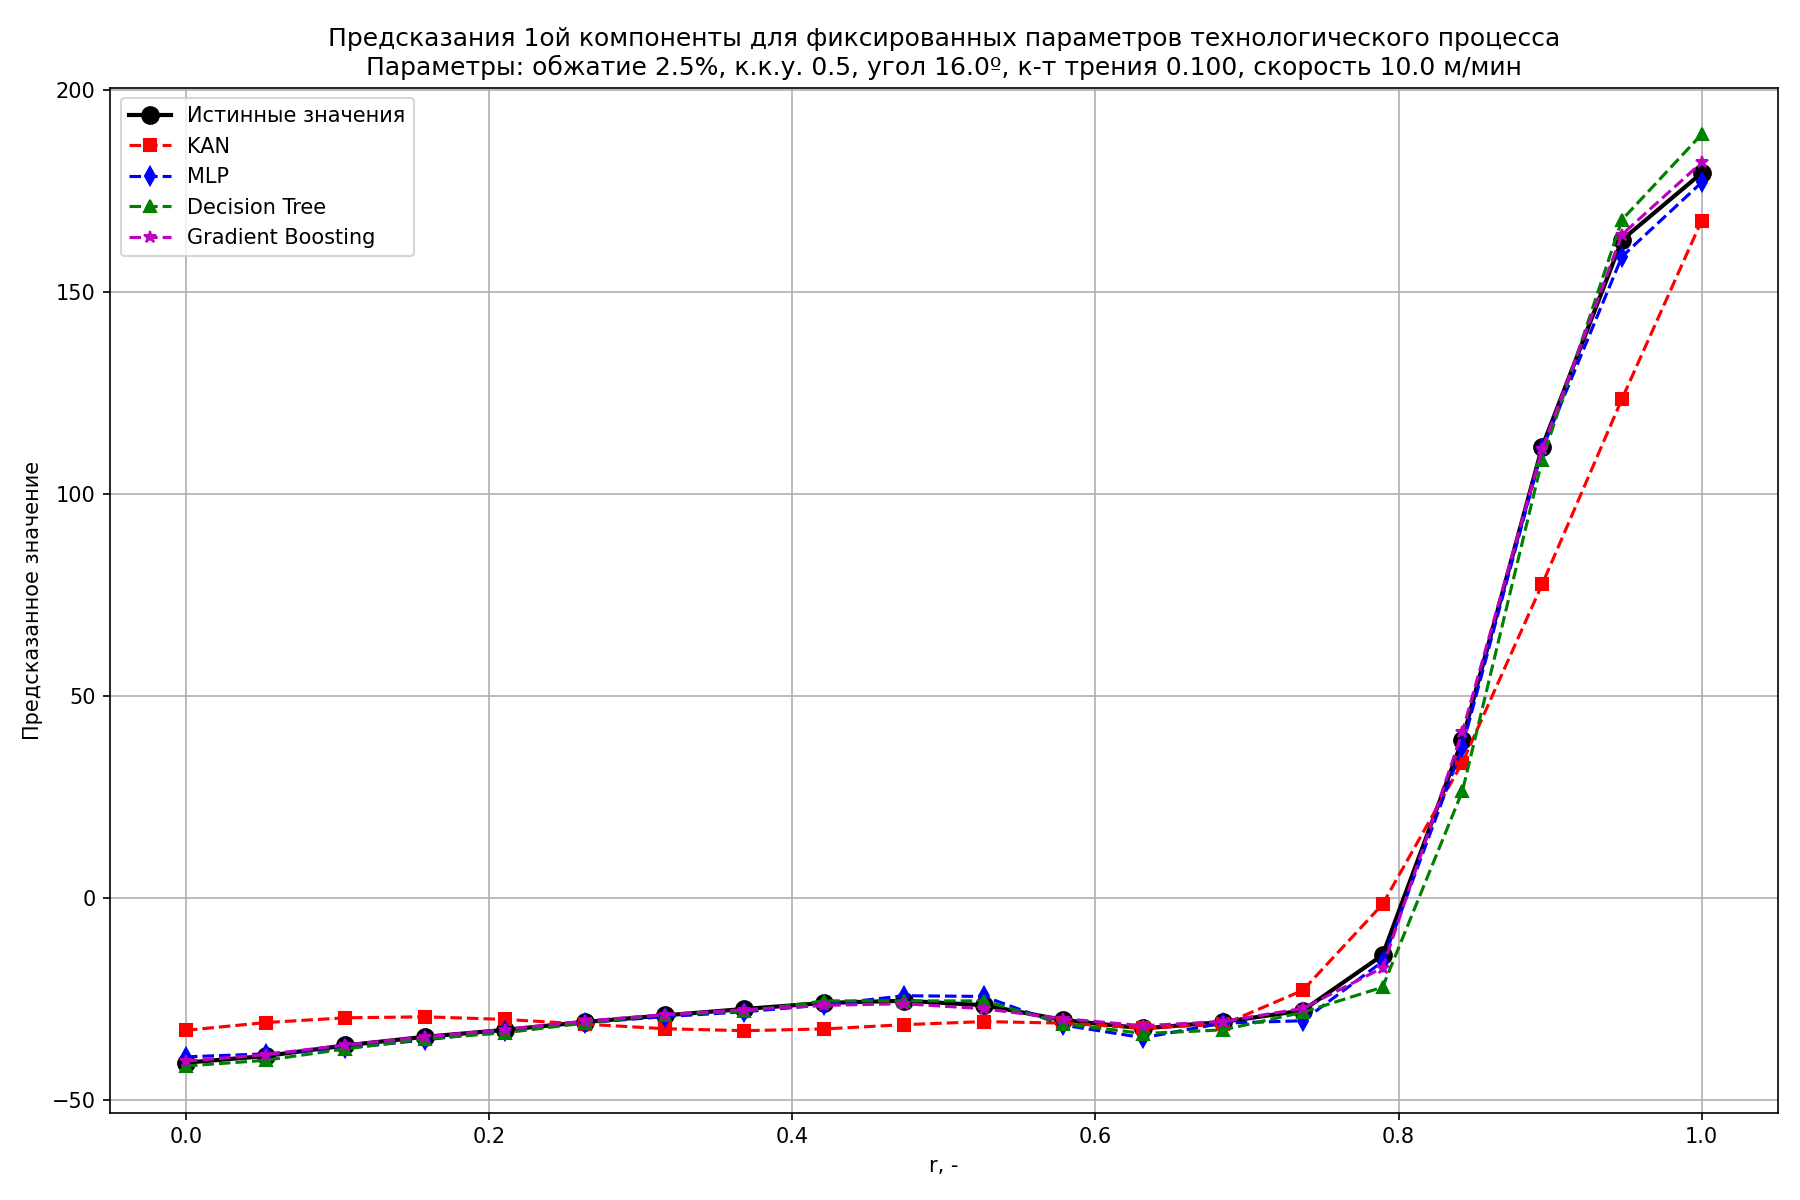 Предсказания 1ой компоненты для фиксированных параметров технологического процесса
Параметры: обжатие 2.5%, к.к.у. 0.5, угол 16.0º, к-т трения 0.100, скорость 10.0 м/мин
Истинные значения
KAN
MLP
Decision Tree
Gradient Boosting
Предсказанное значение
200
150
100
50
0
−50
0.0
0.2
0.4
0.6
0.8
1.0
r, -